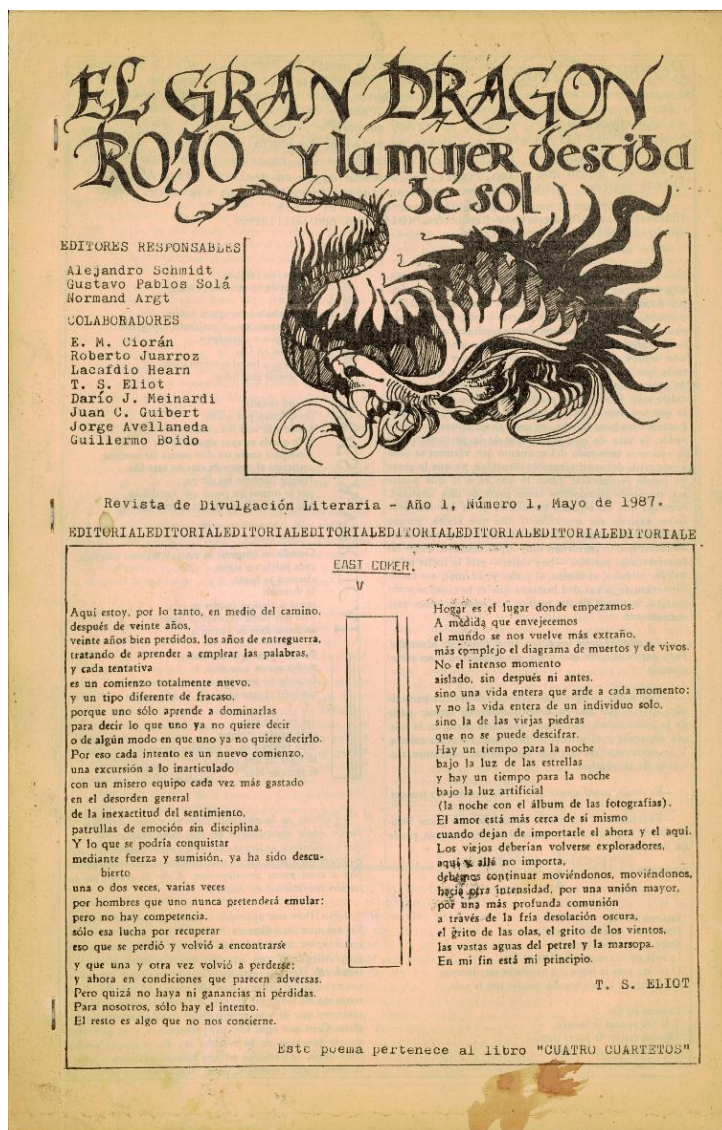 EL GRAN DRAGON
ROJO y la mujer vestida
de sol
EDITORES RESPONSABLES
Alejandro Schmidt
Gustavo Pablos Solá
Normand Argt
COLABORADORES
E. M. Ciorán
Roberto Juarroz
Lacafdio Hearn
T. S. Eliot
Darío J. Meinardi
Juan C. Guibert
Jorge Avellaneda
Guillermo Boido
Revista de Divulgación Literaria - Año 1, Número 1, Mayo de 1987.
EDITORIALEDITORIALEDITORIALEDITORIALEDITORIALEDITORIALEDITORIALEDITORIALE
EAST COKER.
V
Aquí estoy, por lo tanto, en medio del camino,
después de veinte años,
veinte años bien perdidos, los años de entreguerra,
tratando de aprender a emplear las palabras,
y cada tentativa
es un comienzo totalmente nuevo,
y un tipo diferente de fracaso,
porque uno sólo aprende a dominarlas
para decir lo que uno ya no quiere decir
o de algún modo en que uno ya no quiere decirlo.
Por eso cada intento es un nuevo comienzo,
una excursión a lo inarticulado
con un mísero equipo cada vez más gastado
en el desorden general
de la inexactitud del sentimiento,
patrullas de emoción sin disciplina.
Y lo que se podría conquistar
mediante fuerza y sumisión, ya ha sido descu-
bierto
una o dos veces, varias veces
por hombres que uno nunca pretenderá emular:
pero no hay competencia,
sólo esa lucha por recuperar
eso que se perdió y volvió a encontrarse
y que una y otra vez volvió a perderse;
y ahora en condiciones que parecen adversas.
Pero quizá no haya ni ganancias ni pérdidas.
Para nosotros, sólo hay el intento.
El resto es algo que no nos concierne.
Hogar es el lugar donde empezamos.
A medida que envejecemos
el mundo se nos vuelve más extraño,
más complejo el diagrama de muertos y de vivos.
No el intenso momento
aislado, sin después ni antes,
sino una vida entera que arde a cada momento;
y no la vida entera de un individuo solo,
sino la de las viejas piedras
que no se puede descifrar.
Hay un tiempo para la noche
bajo la luz de las estrellas
y hay un tiempo para la noche
bajo la luz artificial
(la noche con el álbum de las fotografías).
El amor está más cerca de sí mismo
cuando dejan de importarle el ahora y el aquí.
Los viejos deberían volverse exploradores,
aquí y allé no importa,
debemos continuar moviéndonos, moviéndonos,
hacia otra intensidad, por una unión mayor,
por una más profunda comunión
a través de la fría desolación oscura,
el grito de las olas, el grito de los vientos,
las vastas aguas del petrel y la marsopa.
En mi fin está mi principio.
T. S. ELIOT
Este poema pertenece al libro "CUATRO CUARTETOS"